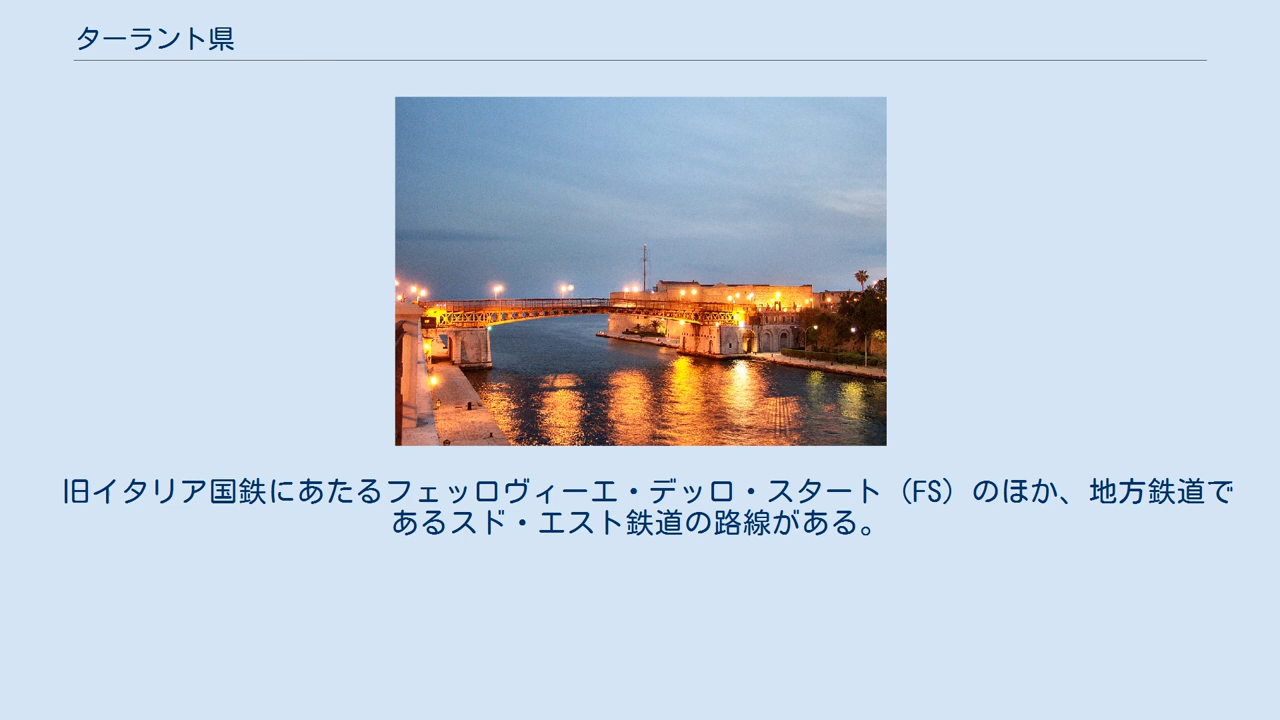 ターラント県
旧イタリア国鉄にあたるフェッロヴィーエ・デッロ・スタート（FS）のほか、地方鉄道で
あるスド・エスト鉄道の路線がある。